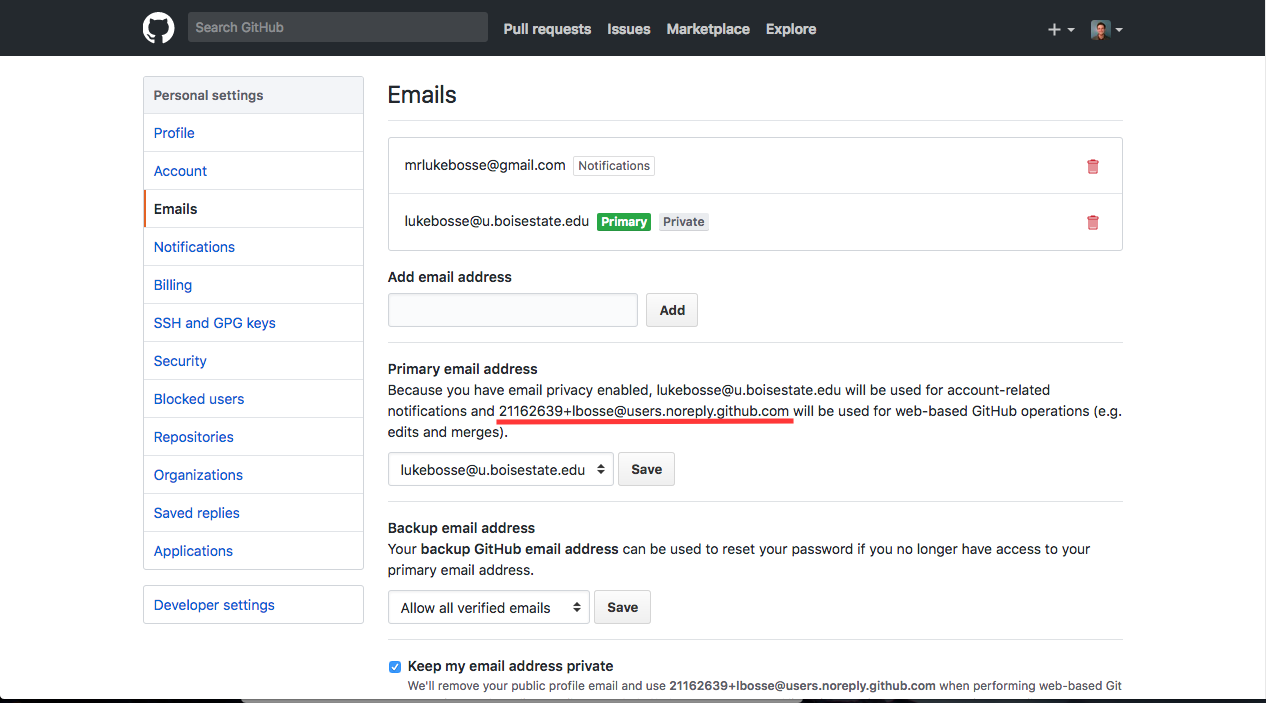 Search GitHub
Pull requests
Issues
Marketplace
Explore
Personal settings
Profile
Account
Emails
Notifications
Billing
SSH and GPG keys
Security
Blocked users
Repositories
Organizations
Saved replies
Applications
Developer settings
Emails
mrlukebosse@gmail.com Notifications
lukebosse@u.boisestate.edu Primary Private
Add email address
Add
Primary email address
Because you have email privacy enabled, lukebosse@u.boisestate.edu will be used for account-related
notifications and 21162639+lbosse@users.noreply.github.com will be used for web-based GitHub operations (e.g.
edits and merges).
lukebosse@u.boisestate.edu Save
Backup email address
Your backup GitHub email address can be used to reset your password if you no longer have access to your
primary email address.
Allow all verified emails Save
Keep my email address private
We'll remove your public profile email and use 21162639+lbosse@users.noreply.github.com when performing web-based Git